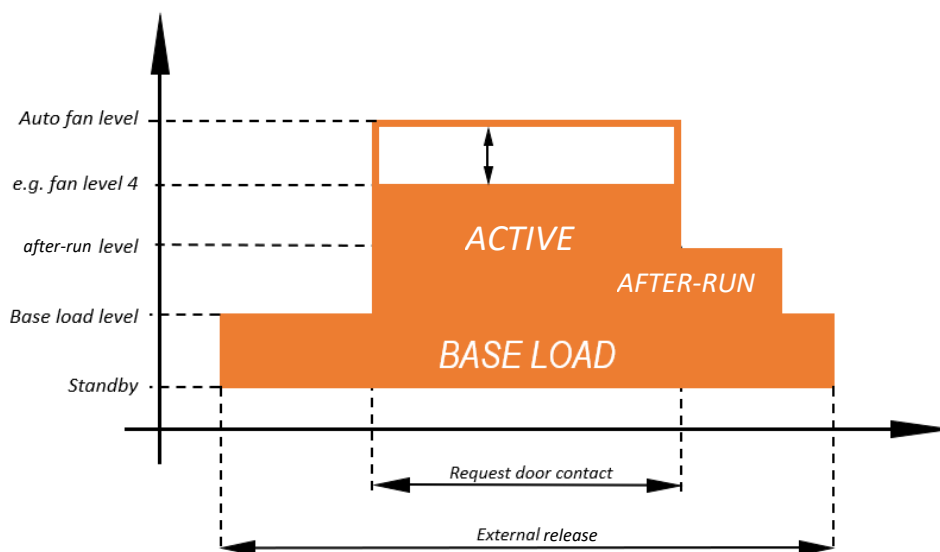 Auto fan level
e.g. fan level 4
after-run level
Base load level
Standby
ACTIVE
AFTER-RUN
BASE LOAD
Request door contact
External release